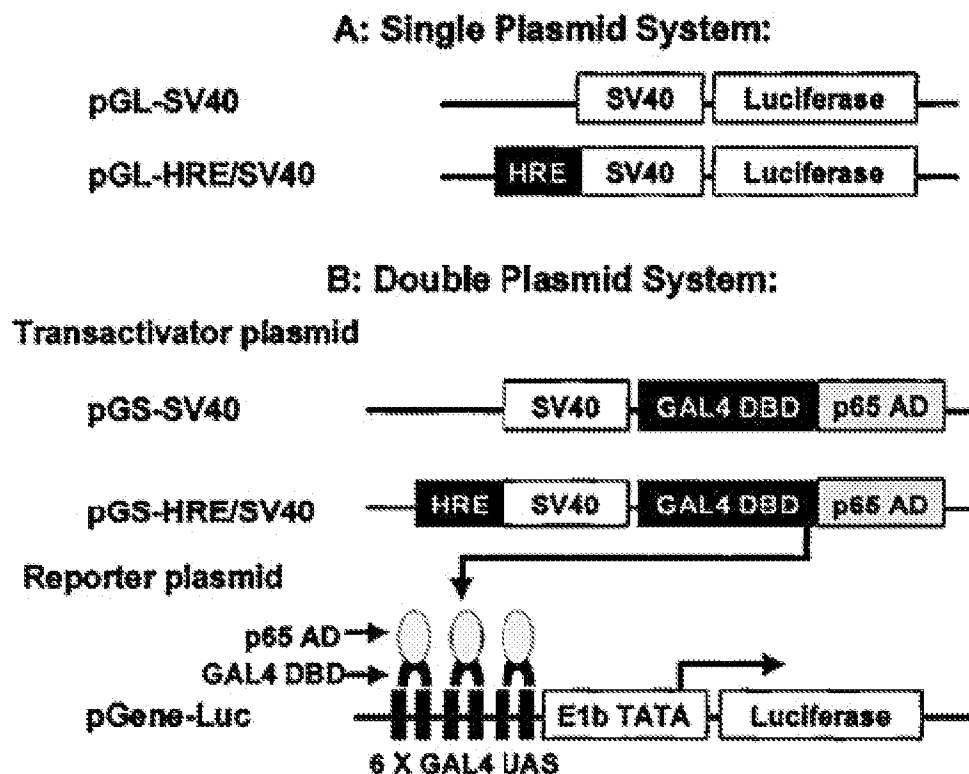 A: Single Plasmid System:
pGL-SV40 SV40 Luciferase
pGL-HRE/SV40 HRE SV40 Luciferase
B: Double Plasmid System:
Transactivator plasmid
pGS-SV40 SV40 GAL4 DBD p65 AD
pGS-HRE/SV40 HRE SV40 GAL4 DBD p65 AD
Reporter plasmid
p65 AD
GAL4 DBD
pGene-Luc E1b TATA Luciferase
6 X GAL4 UAS